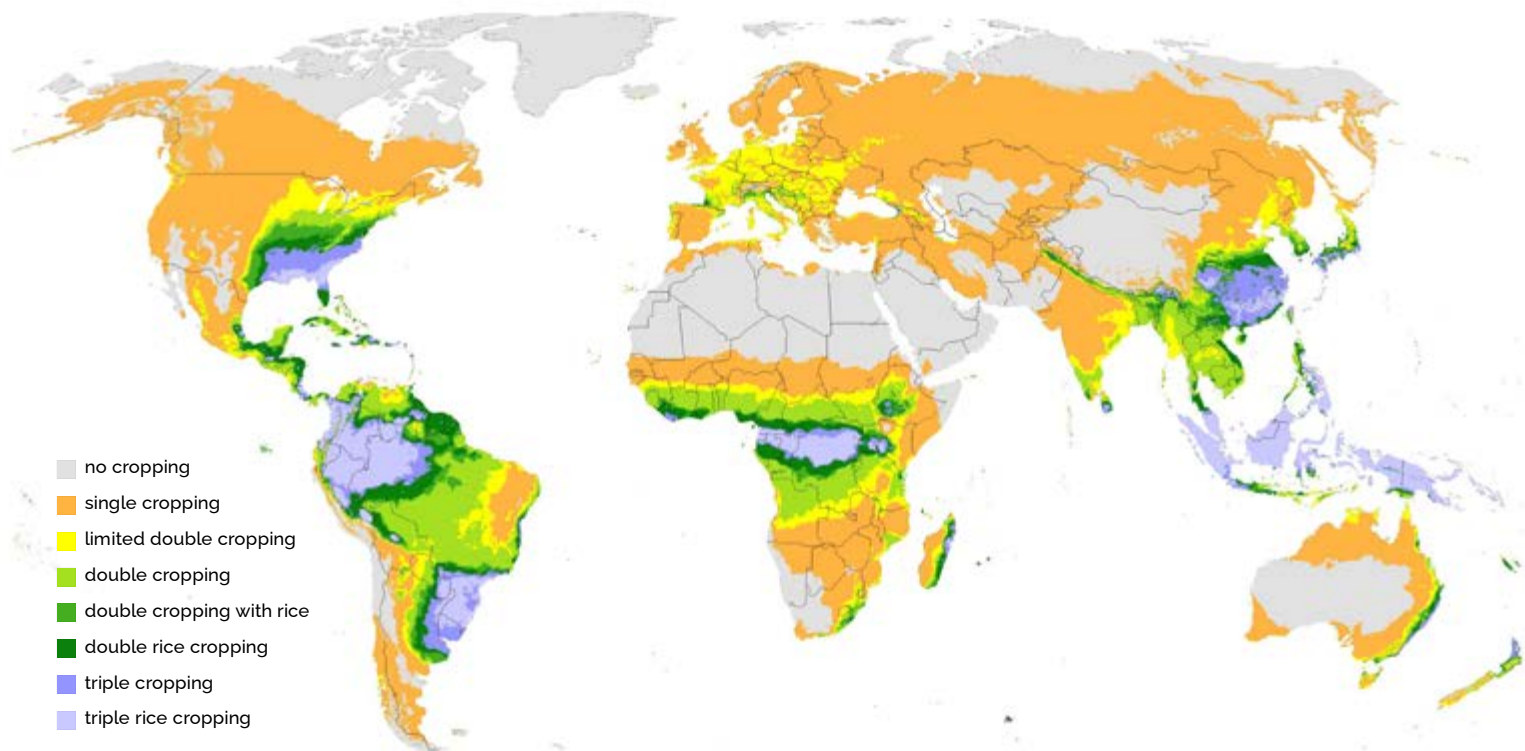 no cropping
single cropping
limited double cropping
double cropping
double cropping with rice
double rice cropping
triple cropping
triple rice cropping